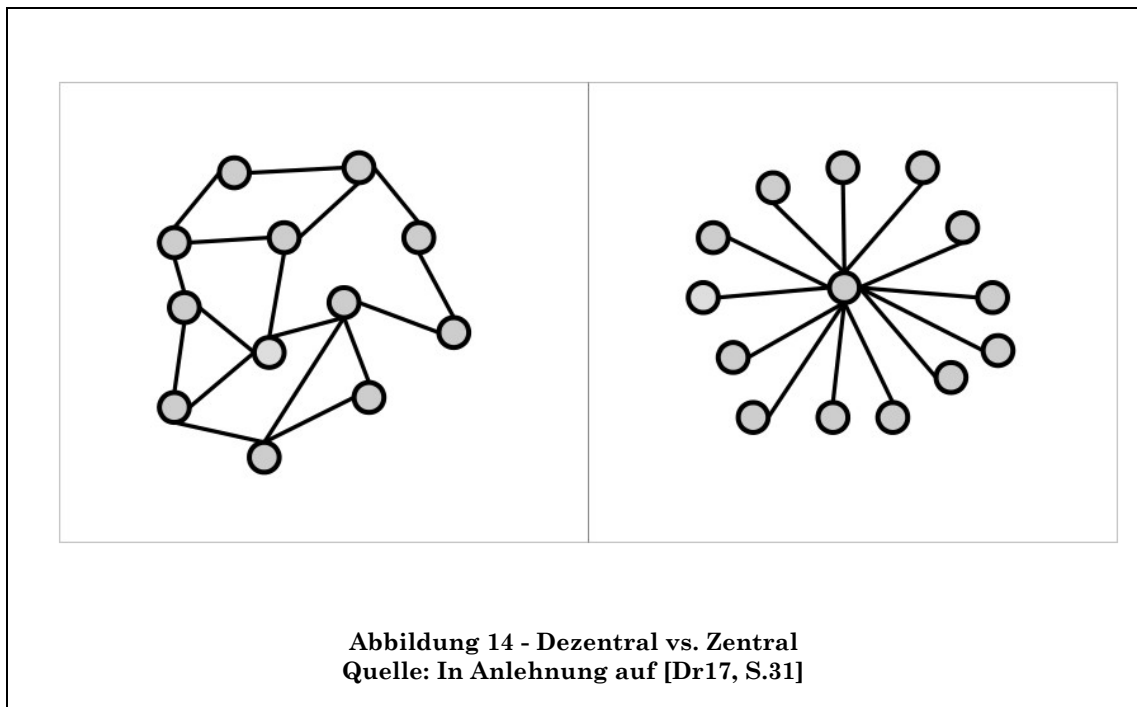 Abbildung 14 - Dezentral vs. Zentral
Quelle: In Anlehnung auf [Dr17, S.31]